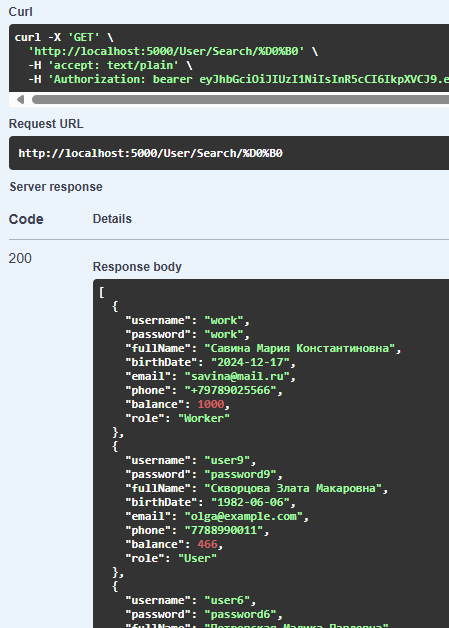 Curl
curl -X 'GET' \
'http://localhost:5000/User/Search/%D0%B0' \
-H 'accept: text/plain' \
-H 'Authorization: bearer eyJhbGciOiJIUzI1NiIsInR5cCI6IkpXVCJ9.e
Request URL
http://localhost:5000/User/Search/%D0%B0
Server response
Code Details
200
Response body
[
{
"username": "work",
"password": "work",
"fullName": "Савина Мария Константиновна",
"birthDate": "2024-12-17",
"email": "savina@mail.ru",
"phone": "+79789025566",
"balance": 1000,
"role": "Worker"
},
{
"username": "user9",
"password": "password9",
"fullName": "Скворцова Злата Макаровна",
"birthDate": "1982-06-06",
"email": "olga@example.com",
"phone": "7788990011",
"balance": 466,
"role": "User"
},
{
"username": "user6",
"password": "password6",
"fullName": "Петровская Малика Павловна"